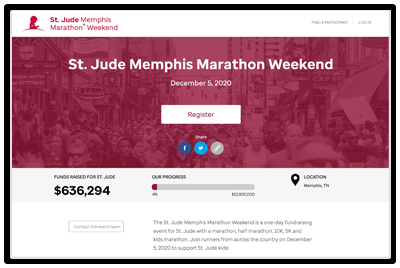 St. Jude Memphis
Marathon® Weekend
FIND A PARTICIPANT
LOG IN
St. Jude Memphis Marathon Weekend
December 5, 2020
Register
Share
FUNDS RAISED FOR ST. JUDE
$636,294
OUR PROGRESS
4%
LOCATION
Memphis, TN
Contact the event team
The St. Jude Memphis Marathon Weekend is a one-day fundraising
event for St. Jude with a marathon, half marathon, 10K, 5K and
kids marathon. Join runners from across the country on December
5, 2020 to support St. Jude kids!